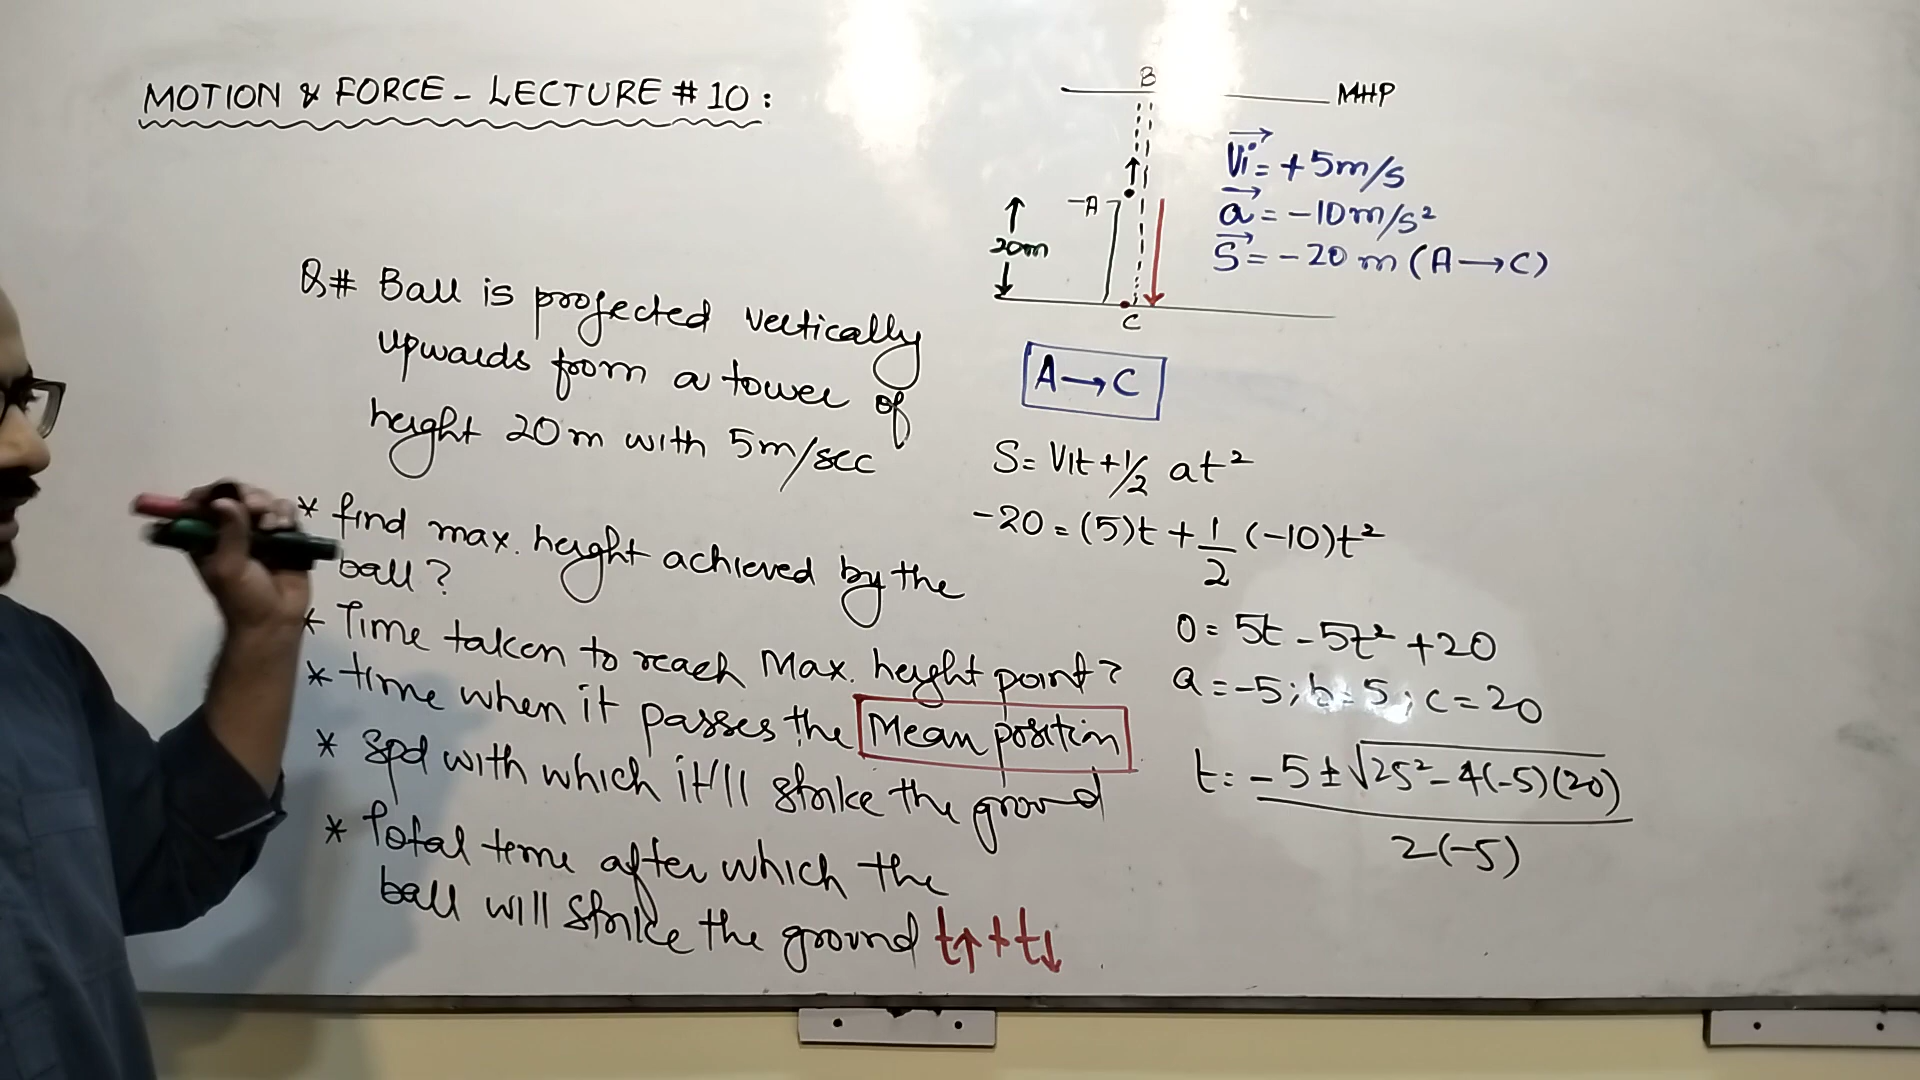 MOTION & FORCE - LECTURE # 10 :
Q# Ball is projected vertically
upwards from a tower of
height 20m with 5m/sec
* find max. height achieved by the
ball?
* Time taken to reach Max. height point?
* time when it passes the Mean position
* Spd with which it'll strike the ground
* Total time after which the
ball will strike the ground t↑ + t↓
B
MHP
A
20m
C
Vi = +5m/s
a = -10m/s²
S = -20 m (A→C)
A→C
S = Vit + 1/2 at²
-20 = (5)t + 1/2 (-10)t²
0 = 5t - 5t² + 20
a = -5 ; b = 5 ; c = 20
t = -5 ± √25² - 4(-5)(20)
2(-5)